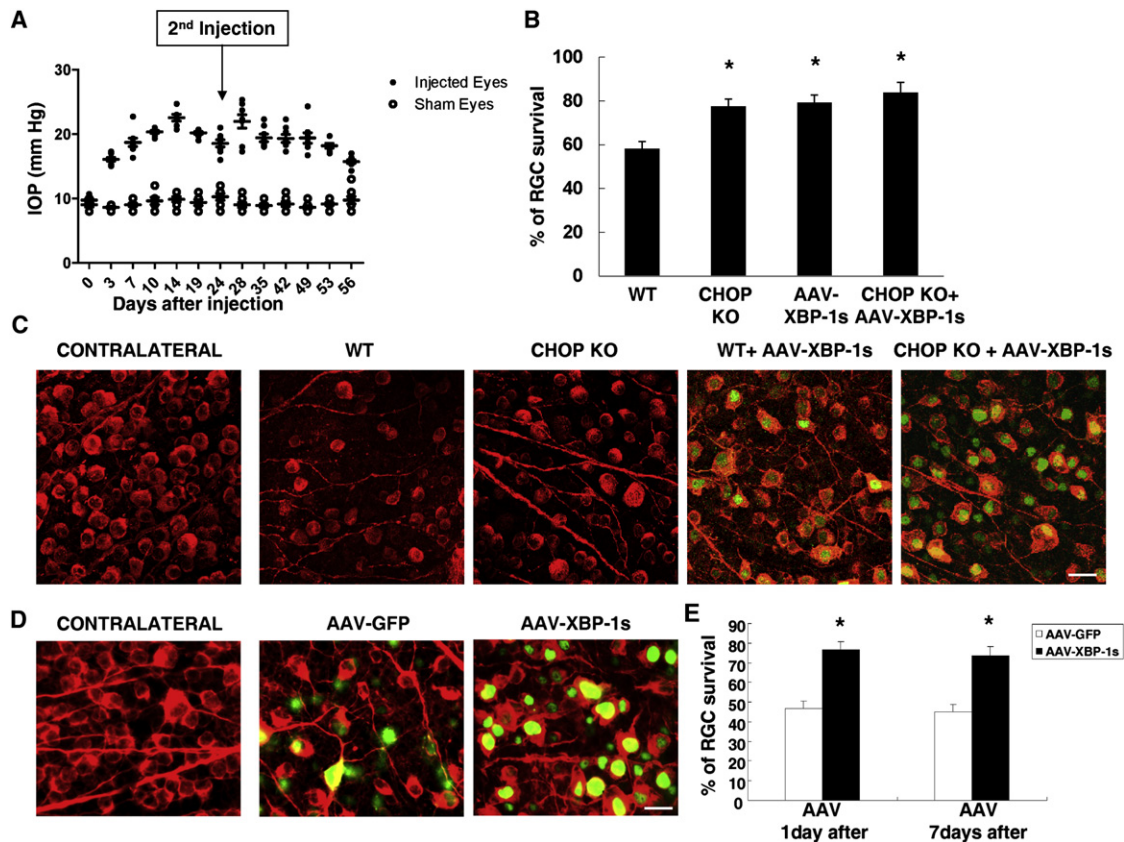 A
2nd Injection
IOP (mm Hg)
30
20
10
0
0 3 7 10 14 19 24 28 35 42 49 53 56
Days after injection
Injected Eyes
Sham Eyes
B
% of RGC survival
100
80
60
40
20
0
* * *
WT CHOP KO AAV-XBP-1s CHOP KO+ AAV-XBP-1s
C
CONTRALATERAL WT CHOP KO WT+ AAV-XBP-1s CHOP KO + AAV-XBP-1s
D
CONTRALATERAL AAV-GFP AAV-XBP-1s
E
% of RGC survival
90
80
70
60
50
40
30
20
10
0
* *
AAV-GFP
AAV-XBP-1s
AAV AAV
1day after 7days after